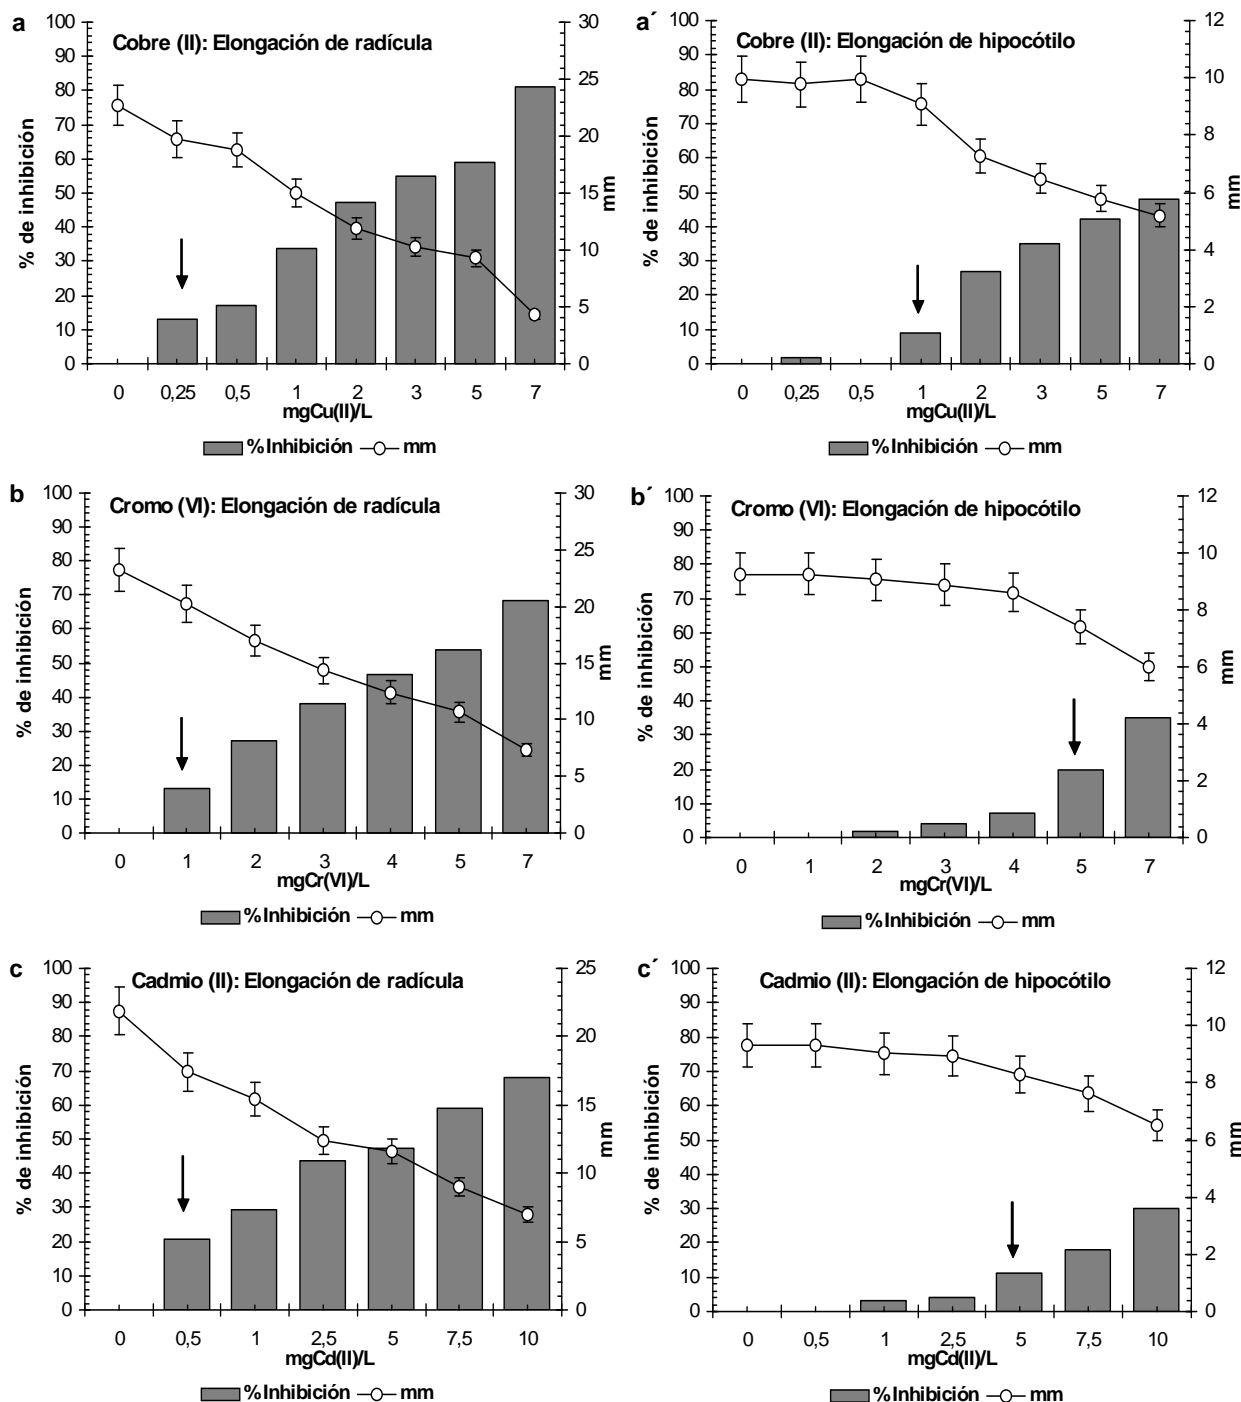 a
Cobre (II): Elongación de radícula
% de inhibición
100
90
80
70
60
50
40
30
20
10
0
30
25
20
15
10
5
0
mm
0 0,25 0,5 1 2 3 5 7
mgCu(II)/L
%Inhibición mm
a´
Cobre (II): Elongación de hipocótilo
% de inhibición
100
90
80
70
60
50
40
30
20
10
0
12
10
8
6
4
2
0
mm
0 0,25 0,5 1 2 3 5 7
mgCu(II)/L
%Inhibición mm
b
Cromo (VI): Elongación de radícula
% de inhibición
100
90
80
70
60
50
40
30
20
10
0
30
25
20
15
10
5
0
mm
0 1 2 3 4 5 7
mgCr(VI)/L
%Inhibición mm
b´
Cromo (VI): Elongación de hipocótilo
% de inhibición
100
90
80
70
60
50
40
30
20
10
0
12
10
8
6
4
2
0
mm
0 1 2 3 4 5 7
mgCr(VI)/L
%Inhibición mm
c
Cadmio (II): Elongación de radícula
% de inhibición
100
90
80
70
60
50
40
30
20
10
0
25
20
15
10
5
0
mm
0 0,5 1 2,5 5 7,5 10
mgCd(II)/L
%Inhibición mm
c´
Cadmio (II): Elongación de hipocótilo
% de inhibición
100
90
80
70
60
50
40
30
20
10
0
12
10
8
6
4
2
0
mm
0 0,5 1 2,5 5 7,5 10
mgCd(II)/L
%Inhibición mm